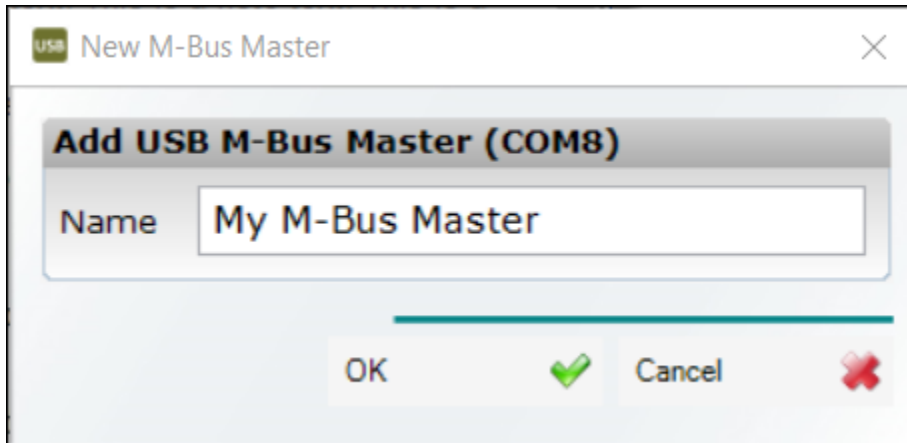 USB New M-Bus Master
Add USB M-Bus Master (COM8)
Name My M-Bus Master
OK Cancel